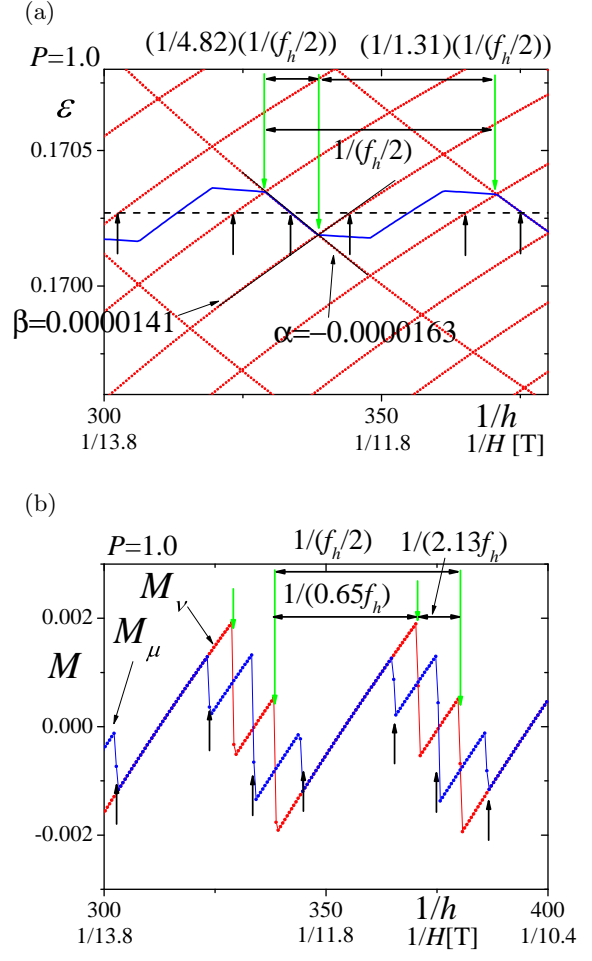 (a)
(1/4.82)(1/(f_h/2)) (1/1.31)(1/(f_h/2))
P=1.0
ε
0.1705
1/(f_h/2)
0.1700
β=0.0000141
α=−0.0000163
300 350 1/h
1/13.8 1/11.8 1/H [T]
(b)
1/(f_h/2) 1/(2.13f_h)
P=1.0
1/(0.65f_h)
M_ν
0.002
M_μ
M
0.000
-0.002
300 350 1/h 400
1/13.8 1/11.8 1/H[T] 1/10.4